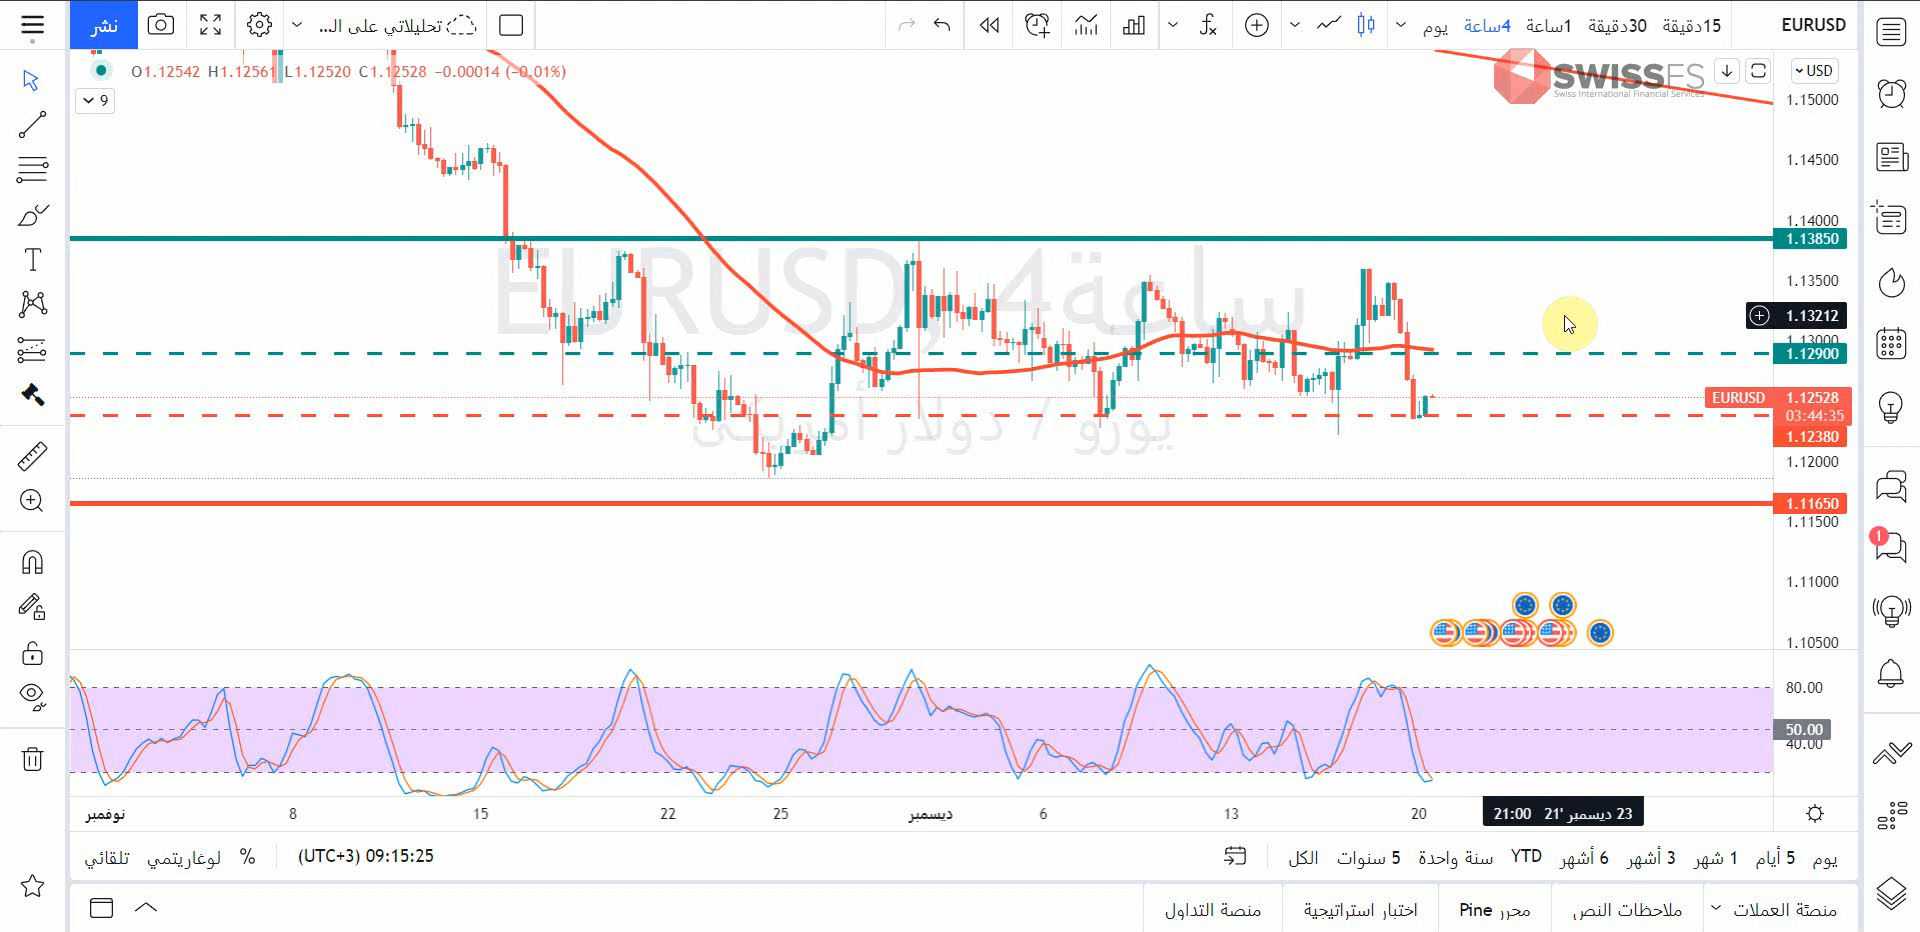 نشر
تحليلاتي على الـ...
يوم
4ساعة
1ساعة
30دقيقة
15دقيقة
EURUSD
O1.12542 H1.12561 L1.12520 C1.12528 -0.00014 (-0.01%)
9
SWISSFS
Swiss International Financial Services
USD
1.15000
1.14500
1.14000
1.13850
1.13500
1.13212
1.13000
1.12900
EURUSD 1.12528
03:44:35
1.12380
1.12000
1.11650
1.11500
1.11000
1.10500
EURUSD, 4ساعة
يورو / دولار أمريكي
1
80.00
50.00
40.00
نوفمبر
8
15
22
25
ديسمبر
6
13
20
23 ديسمبر '21 21:00
تلقائي
لوغاريتمي
%
09:15:25 (UTC+3)
الكل
5 سنوات
سنة واحدة
YTD
6 أشهر
3 أشهر
1 شهر
5 أيام
يوم
منصة التداول
اختبار استراتيجية
محرر Pine
ملاحظات النص
منصئة العملات